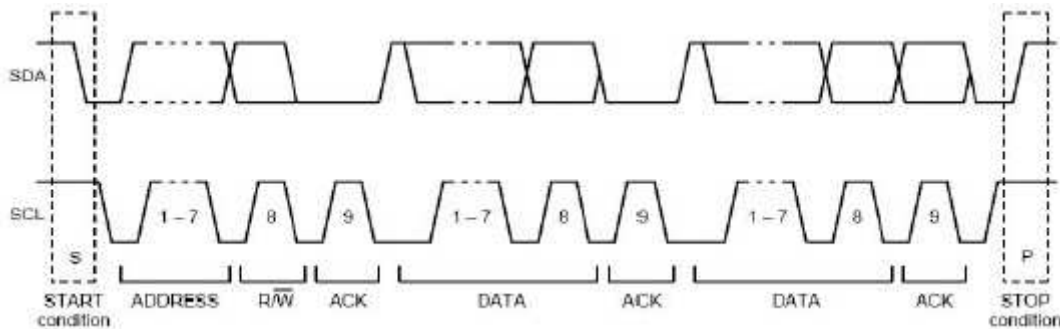 SDA
SCL
1 – 7
8
9
1 – 7
8
9
1 – 7
8
9
S
P
START
condition
ADDRESS
R/W̅
ACK
DATA
ACK
DATA
ACK
STOP
condition